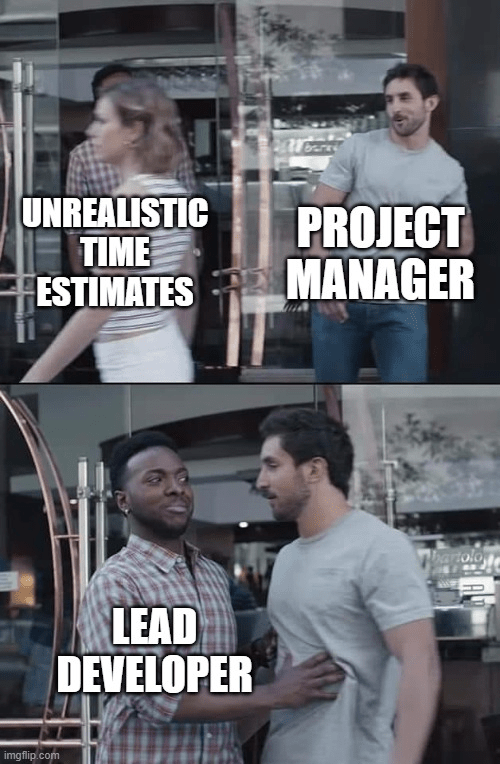 UNREALISTIC
TIME
ESTIMATES
PROJECT
MANAGER
LEAD
DEVELOPER
imgflip.com